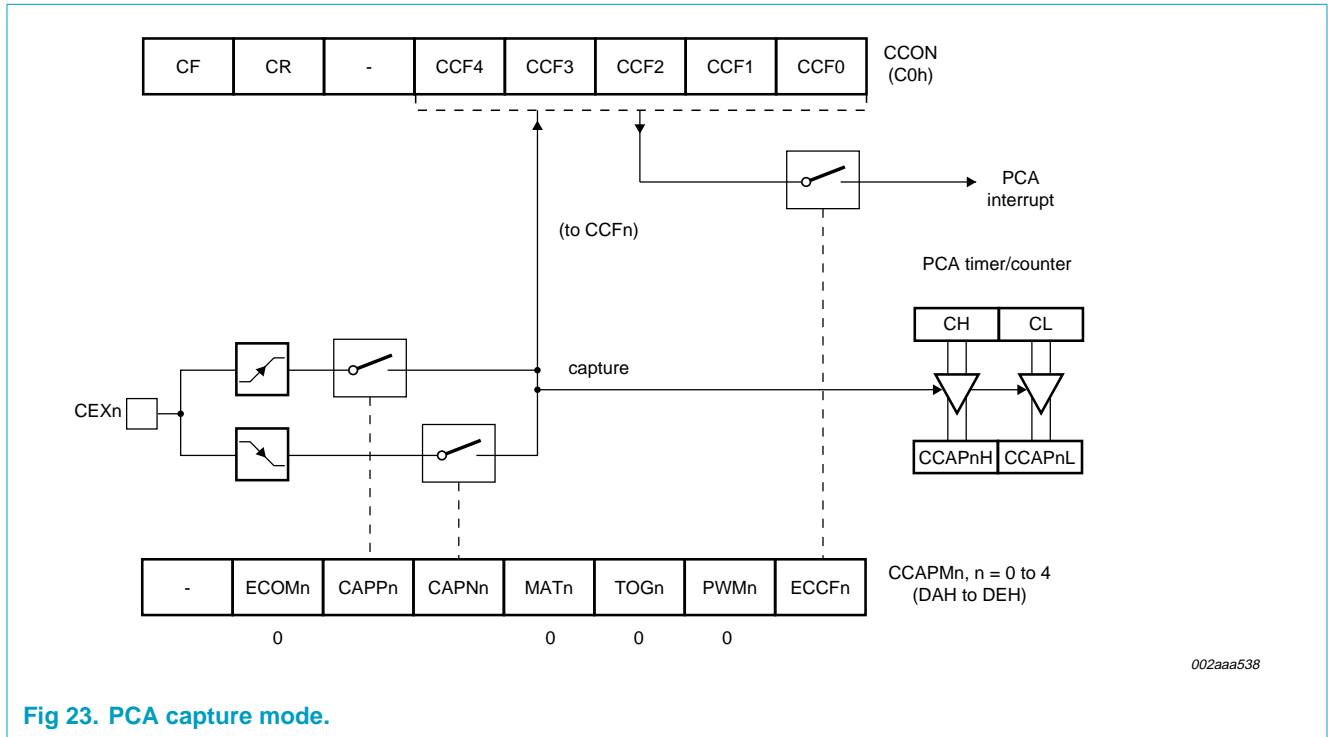 CF CR - CCF4 CCF3 CCF2 CCF1 CCF0
CCON
(C0h)
PCA
interrupt
(to CCFn)
PCA timer/counter
CH CL
capture
CEXn
CCAPnH CCAPnL
- ECOMn CAPPn CAPNn MATn TOGn PWMn ECCFn
CCAPMn, n = 0 to 4
(DAH to DEH)
0 0 0 0
002aaa538
Fig 23. PCA capture mode.